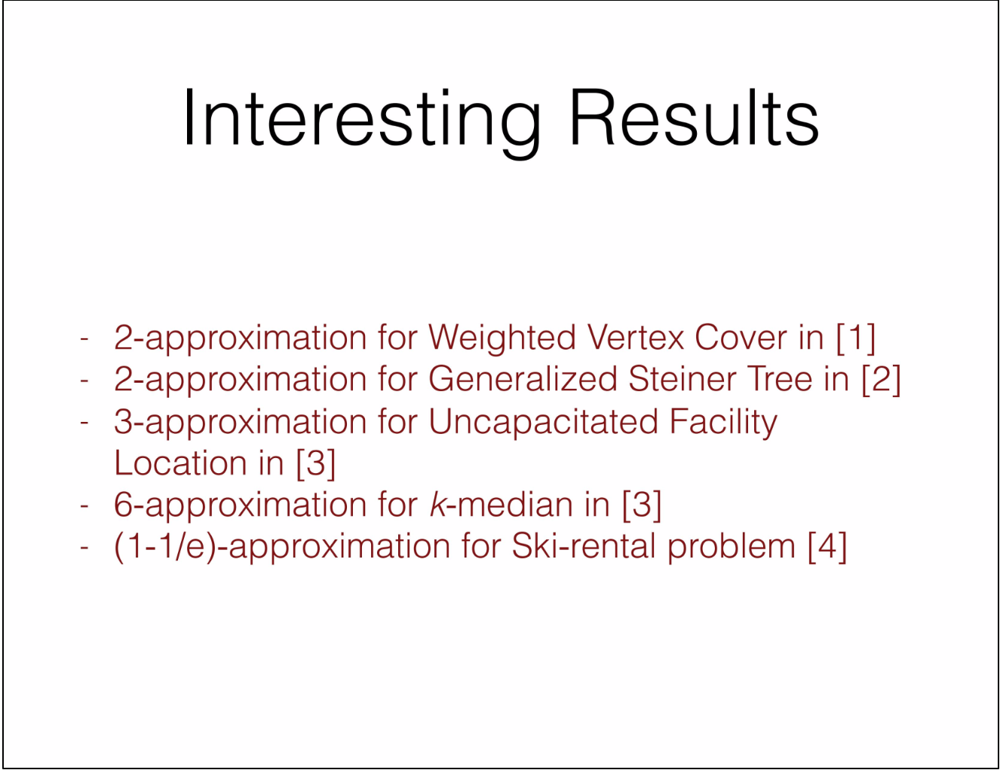 Interesting Results
- 2-approximation for Weighted Vertex Cover in [1]
- 2-approximation for Generalized Steiner Tree in [2]
- 3-approximation for Uncapacitated Facility
Location in [3]
- 6-approximation for k-median in [3]
- (1-1/e)-approximation for Ski-rental problem [4]